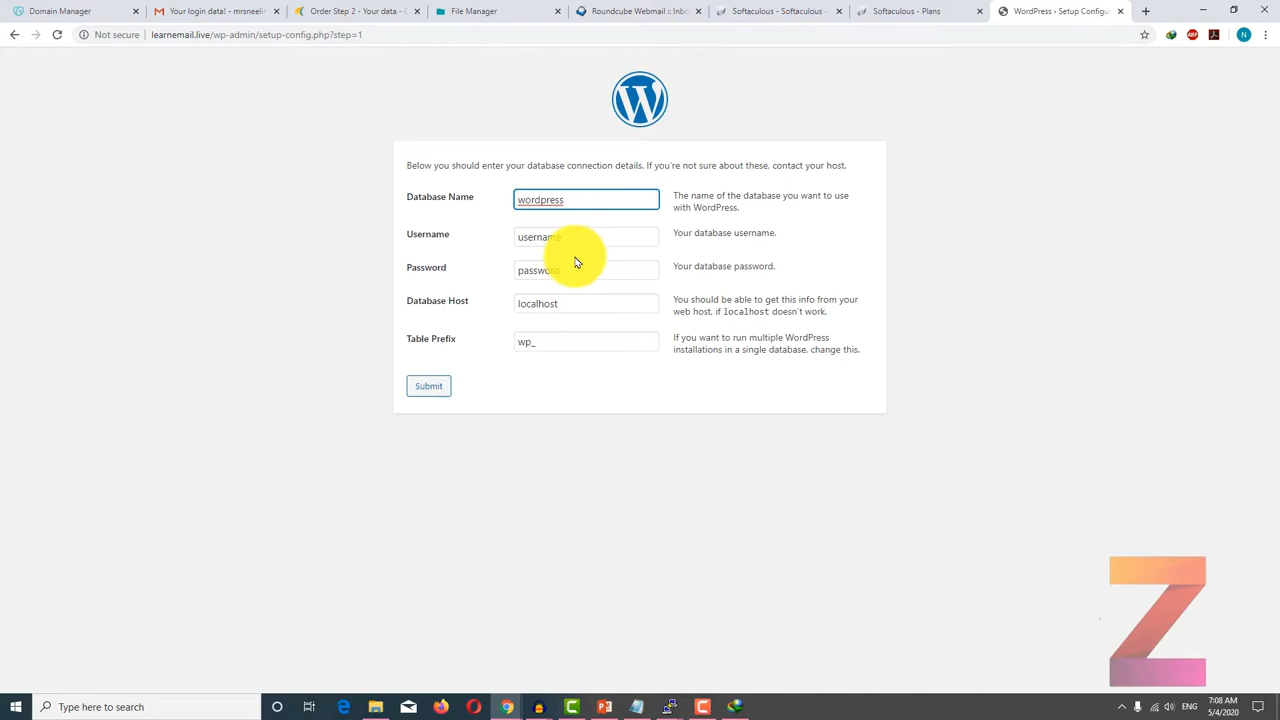 Domain Manager
Your login data! - mrsneeli
Order Step 2 - Your data - C
File Manager
Roundcube Webmail :: Inbo
Softaculous - Softaculous -
Softaculous - Plans
WordPress › Setup Configu
Not secure
learnemail.live/wp-admin/setup-config.php?step=1
ABP
N
W
Below you should enter your database connection details. If you're not sure about these, contact your host.
Database Name
wordpress
The name of the database you want to use
with WordPress.
Username
username
Your database username.
Password
password
Your database password.
Database Host
localhost
You should be able to get this info from your
web host, if localhost doesn't work.
Table Prefix
wp_
If you want to run multiple WordPress
installations in a single database, change this.
Submit
Z
Type here to search
ENG
7:08 AM
5/4/2020